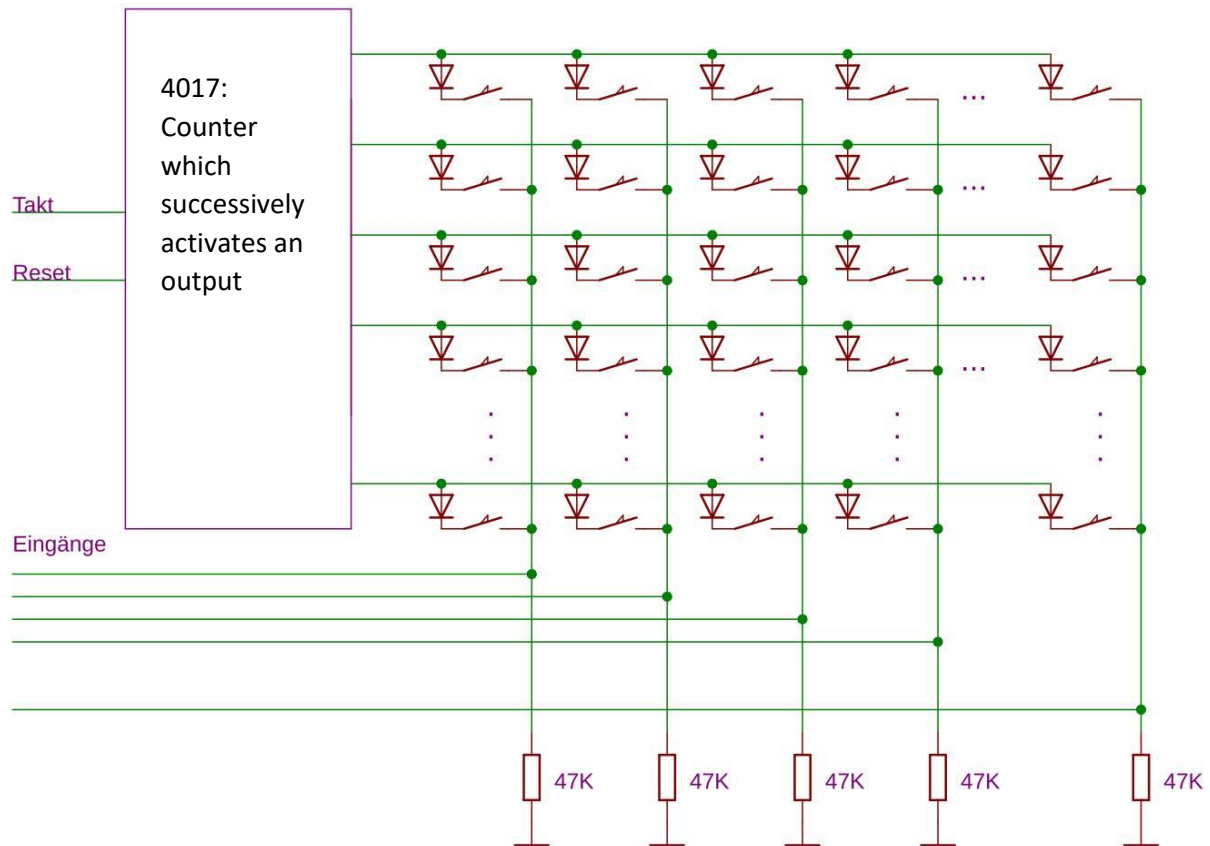 4017:
Counter
which
successively
activates an
output
Takt
Reset
...
...
...
...
Eingänge
47K 47K 47K 47K 47K